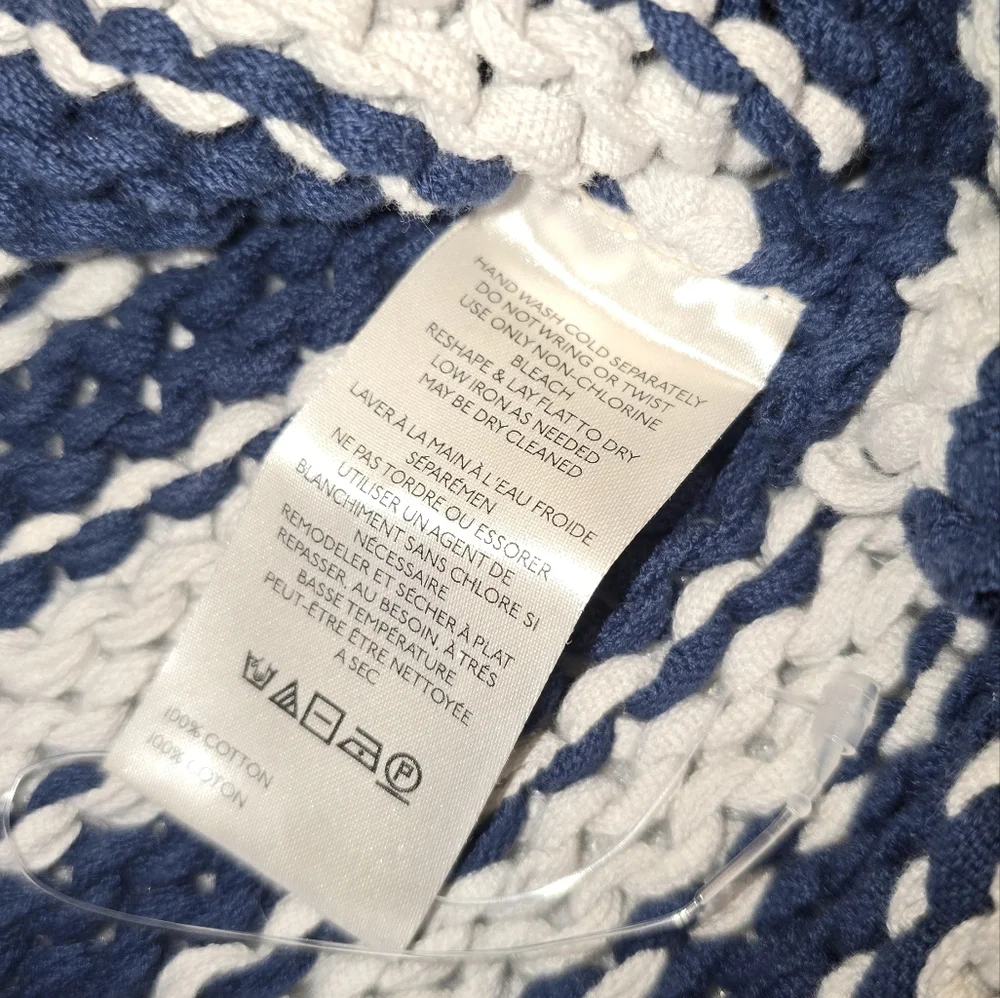 HAND WASH COLD SEPARATELY
DO NOT WRING OR TWIST
USE ONLY NON-CHLORINE
BLEACH
RESHAPE & LAY FLAT TO DRY
LOW IRON AS NEEDED
MAY BE DRY CLEANED
LAVER À LA MAIN À L'EAU FROIDE
SÉPARÉMEN
NE PAS TORDRE OU ESSORER
UTILISER UN AGENT DE
BLANCHIMENT SANS CHLORE SI
NÉCESSAIRE
REMODELER ET SÉCHER À PLAT
REPASSER, AU BESOIN, À TRÉS
BASSE TEMPÉRATURE
PEUT-ÊTRE ÊTRE NETTOYÉE
A SEC
P
100% COTTON
100% COTON